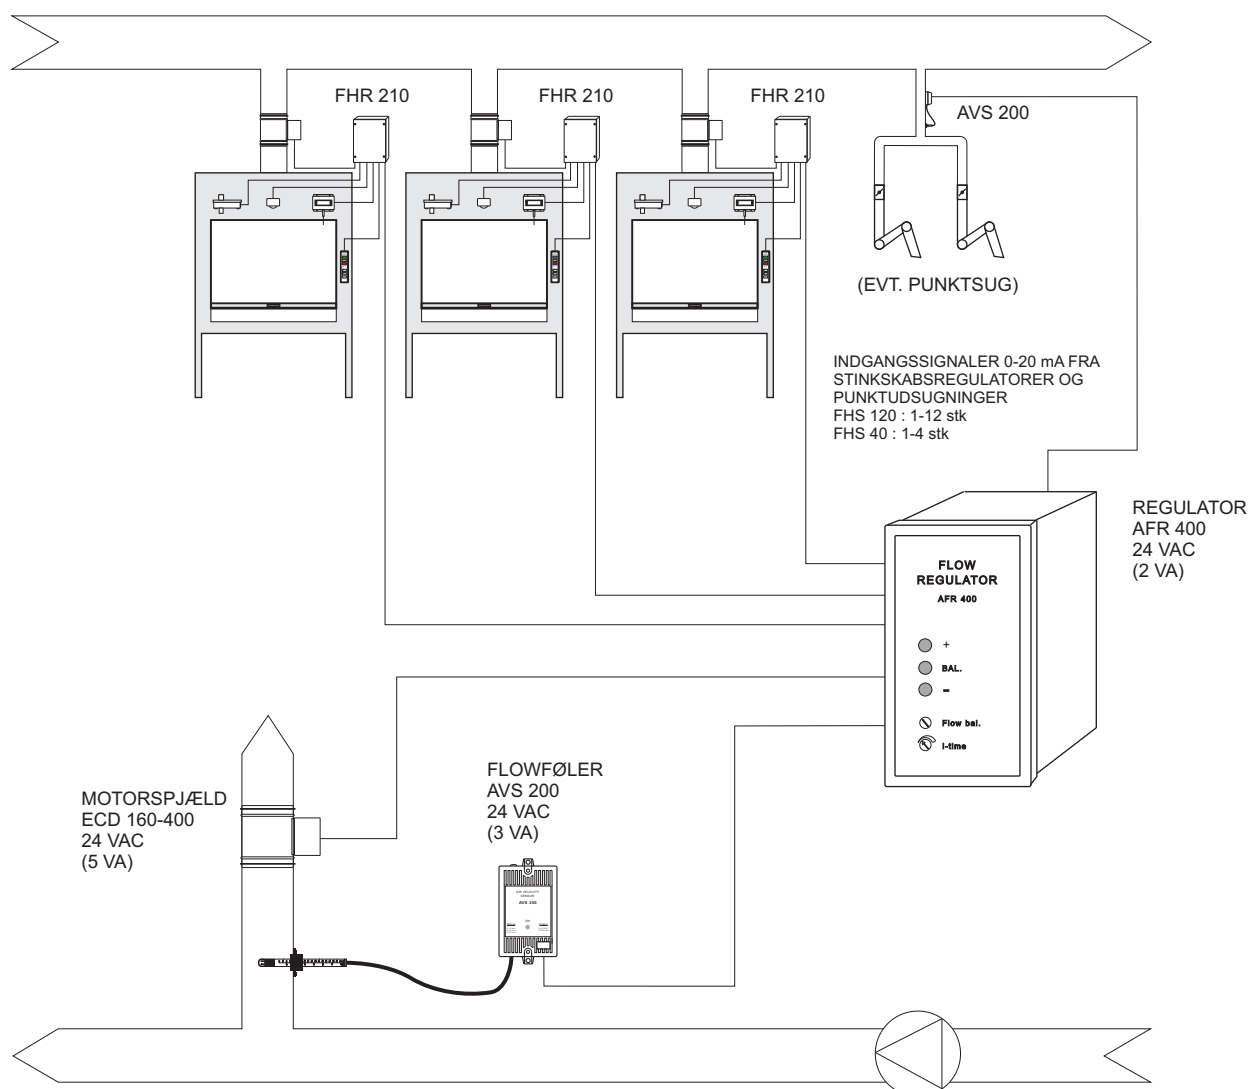 FHR 210
FHR 210
FHR 210
AVS 200
(EVT. PUNKTSUG)
INDGANGSSIGNALER 0-20 mA FRA
STINKSKABSREGULATORER OG
PUNKTUDSUGNINGER
FHS 120 : 1-12 stk
FHS 40 : 1-4 stk
REGULATOR
AFR 400
24 VAC
(2 VA)
FLOW
REGULATOR
AFR 400
+
BAL.
-
Flow bal.
I-time
FLOWFØLER
AVS 200
24 VAC
(3 VA)
MOTORSPJÆLD
ECD 160-400
24 VAC
(5 VA)
AIR VELOCITY
SENSOR
AVS 200